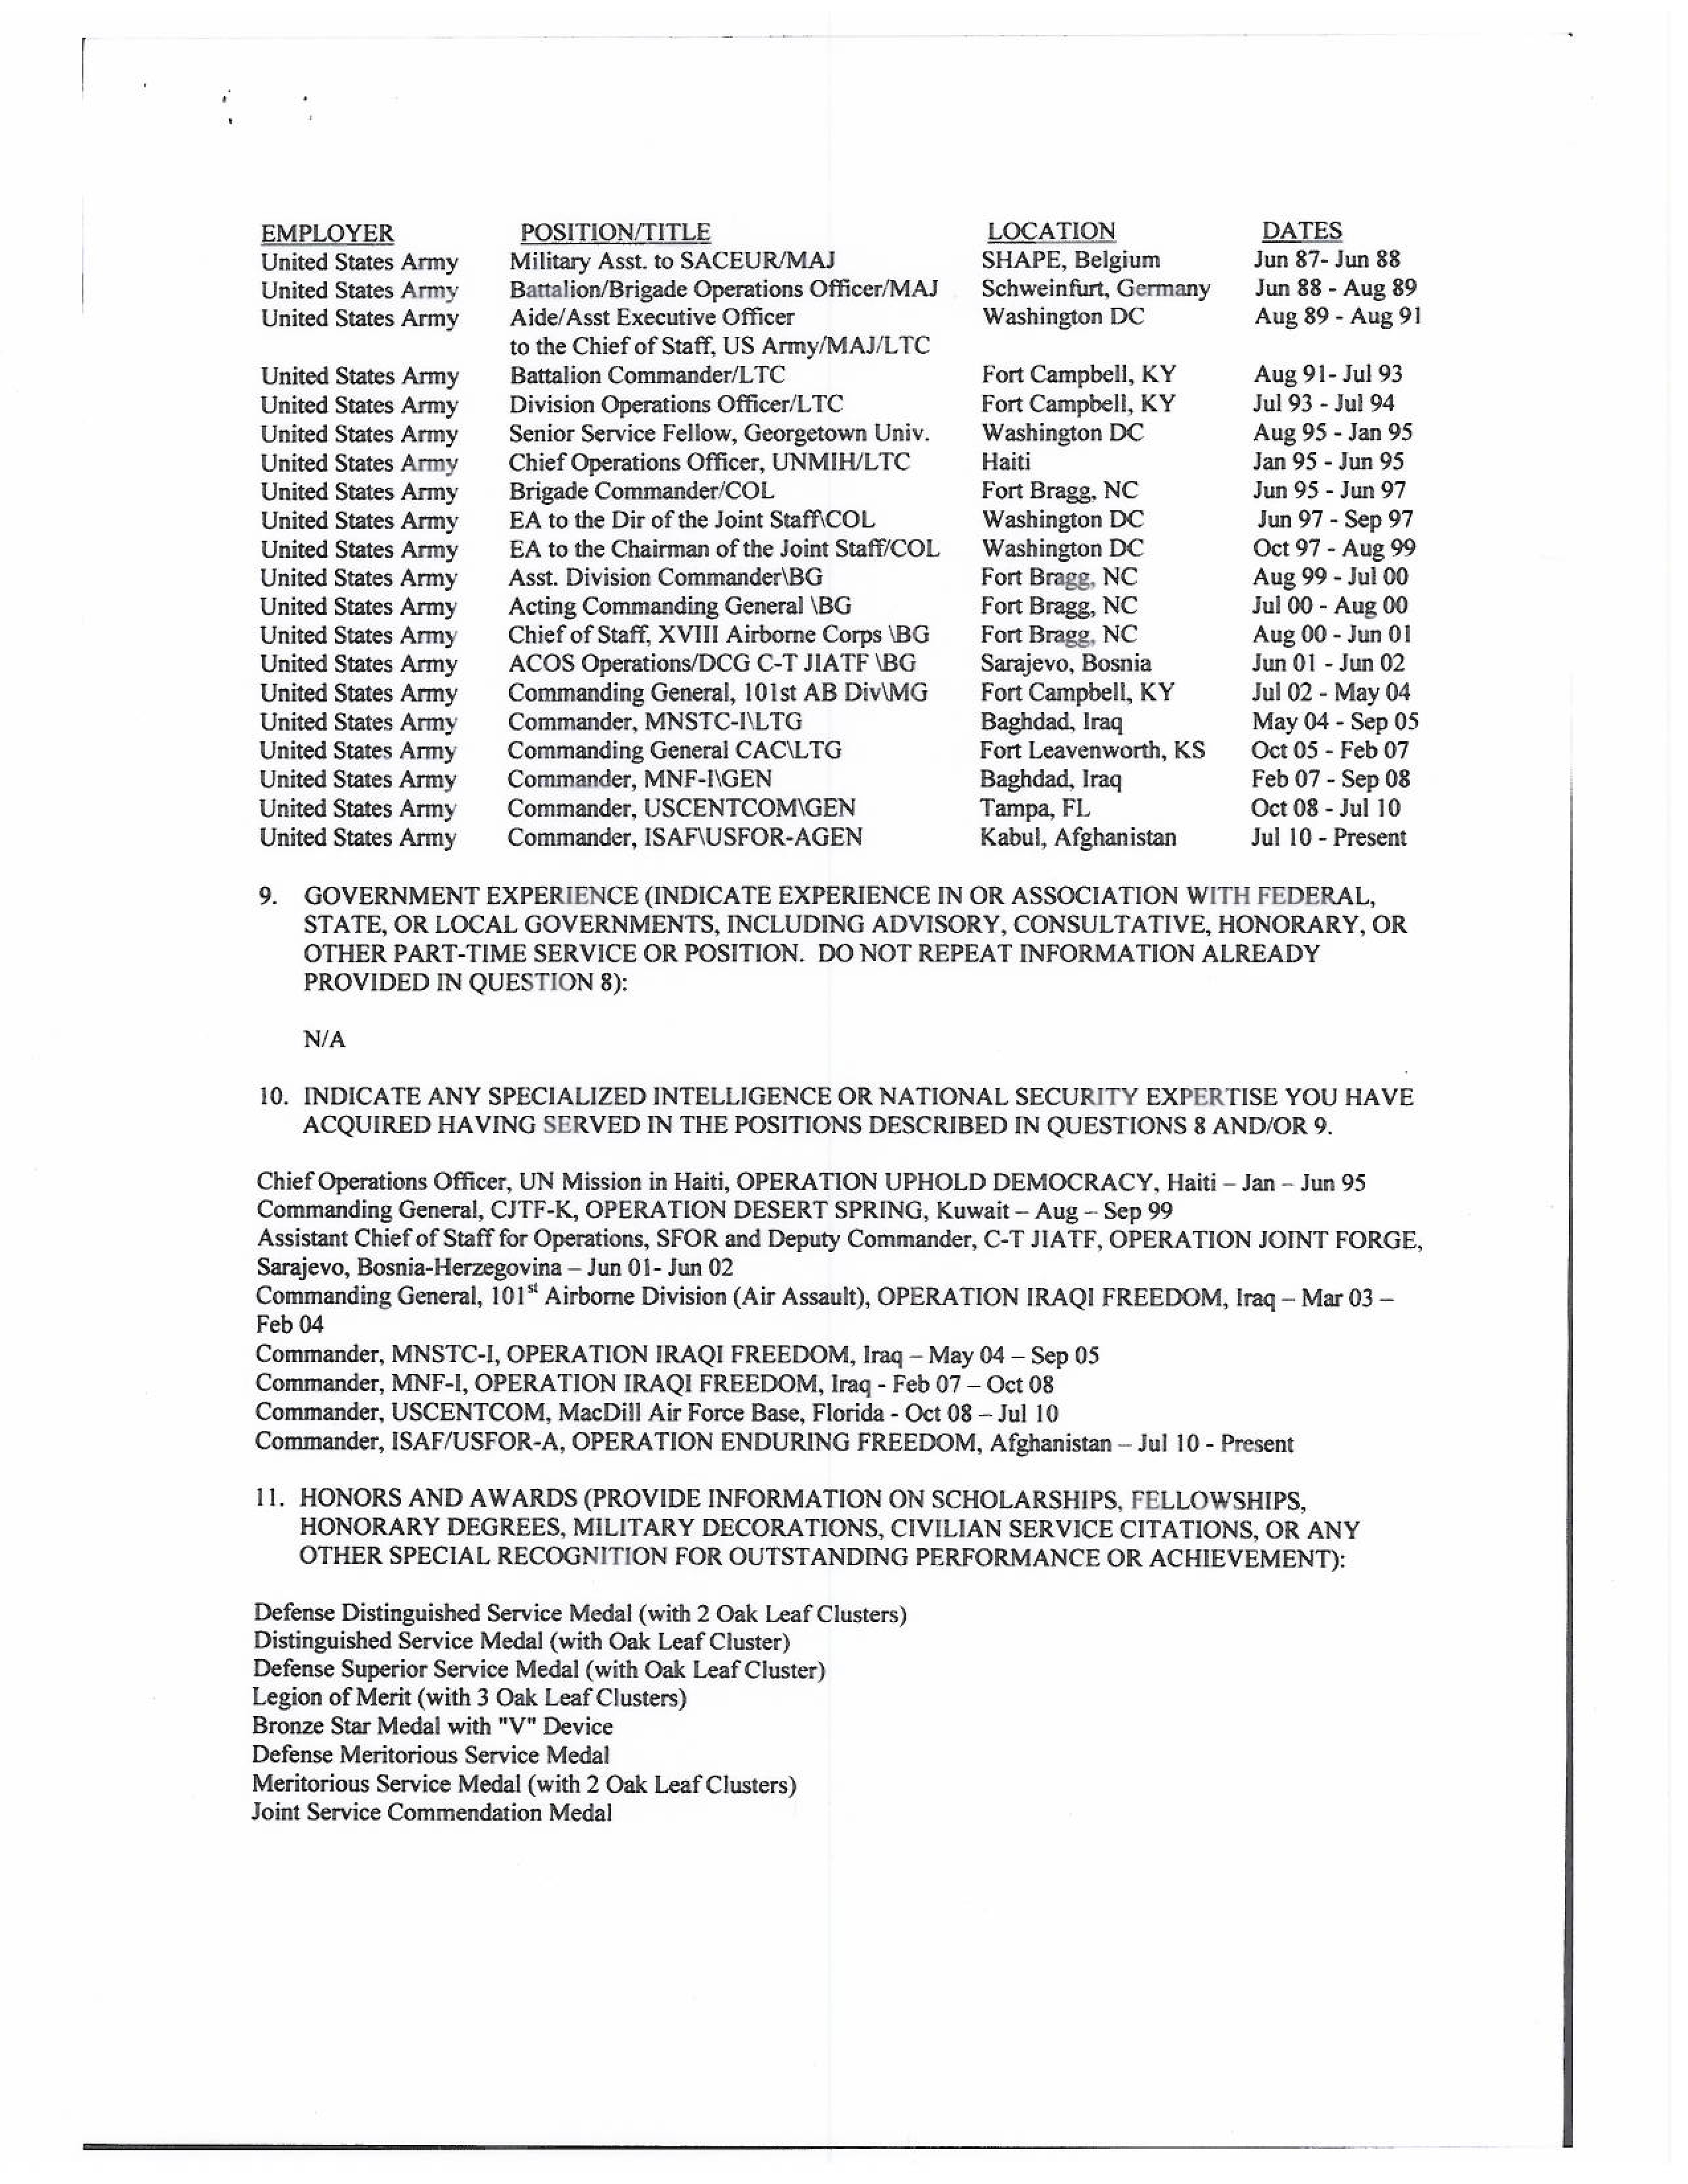 EMPLOYER POSITION/TITLE LOCATION DATES
United States Army Military Asst. to SACEUR/MAJ SHAPE, Belgium Jun 87- Jun 88
United States Army Battalion/Brigade Operations Officer/MAJ Schweinfurt, Germany Jun 88 - Aug 89
United States Army Aide/Asst Executive Officer Washington DC Aug 89 - Aug 91
to the Chief of Staff, US Army/MAJ/LTC
United States Army Battalion Commander/LTC Fort Campbell, KY Aug 91- Jul 93
United States Army Division Operations Officer/LTC Fort Campbell, KY Jul 93 - Jul 94
United States Army Senior Service Fellow, Georgetown Univ. Washington DC Aug 95 - Jan 95
United States Army Chief Operations Officer, UNMIH/LTC Haiti Jan 95 - Jun 95
United States Army Brigade Commander/COL Fort Bragg, NC Jun 95 - Jun 97
United States Army EA to the Dir of the Joint Staff\COL Washington DC Jun 97 - Sep 97
United States Army EA to the Chairman of the Joint Staff/COL Washington DC Oct 97 - Aug 99
United States Army Asst. Division Commander\BG Fort Bragg, NC Aug 99 - Jul 00
United States Army Acting Commanding General \BG Fort Bragg, NC Jul 00 - Aug 00
United States Army Chief of Staff, XVIII Airborne Corps \BG Fort Bragg, NC Aug 00 - Jun 01
United States Army ACOS Operations/DCG C-T JIATF \BG Sarajevo, Bosnia Jun 01 - Jun 02
United States Army Commanding General, 101st AB Div\MG Fort Campbell, KY Jul 02 - May 04
United States Army Commander, MNSTC-I\LTG Baghdad, Iraq May 04 - Sep 05
United States Army Commanding General CAC\LTG Fort Leavenworth, KS Oct 05 - Feb 07
United States Army Commander, MNF-I\GEN Baghdad, Iraq Feb 07 - Sep 08
United States Army Commander, USCENTCOM\GEN Tampa, FL Oct 08 - Jul 10
United States Army Commander, ISAF\USFOR-AGEN Kabul, Afghanistan Jul 10 - Present
9. GOVERNMENT EXPERIENCE (INDICATE EXPERIENCE IN OR ASSOCIATION WITH FEDERAL,
STATE, OR LOCAL GOVERNMENTS, INCLUDING ADVISORY, CONSULTATIVE, HONORARY, OR
OTHER PART-TIME SERVICE OR POSITION. DO NOT REPEAT INFORMATION ALREADY
PROVIDED IN QUESTION 8):
N/A
10. INDICATE ANY SPECIALIZED INTELLIGENCE OR NATIONAL SECURITY EXPERTISE YOU HAVE
ACQUIRED HAVING SERVED IN THE POSITIONS DESCRIBED IN QUESTIONS 8 AND/OR 9.
Chief Operations Officer, UN Mission in Haiti, OPERATION UPHOLD DEMOCRACY, Haiti – Jan – Jun 95
Commanding General, CJTF-K, OPERATION DESERT SPRING, Kuwait – Aug – Sep 99
Assistant Chief of Staff for Operations, SFOR and Deputy Commander, C-T JIATF, OPERATION JOINT FORGE,
Sarajevo, Bosnia-Herzegovina – Jun 01- Jun 02
Commanding General, 101st Airborne Division (Air Assault), OPERATION IRAQI FREEDOM, Iraq – Mar 03 –
Feb 04
Commander, MNSTC-I, OPERATION IRAQI FREEDOM, Iraq – May 04 – Sep 05
Commander, MNF-I, OPERATION IRAQI FREEDOM, Iraq - Feb 07 – Oct 08
Commander, USCENTCOM, MacDill Air Force Base, Florida - Oct 08 – Jul 10
Commander, ISAF/USFOR-A, OPERATION ENDURING FREEDOM, Afghanistan – Jul 10 - Present
11. HONORS AND AWARDS (PROVIDE INFORMATION ON SCHOLARSHIPS, FELLOWSHIPS,
HONORARY DEGREES, MILITARY DECORATIONS, CIVILIAN SERVICE CITATIONS, OR ANY
OTHER SPECIAL RECOGNITION FOR OUTSTANDING PERFORMANCE OR ACHIEVEMENT):
Defense Distinguished Service Medal (with 2 Oak Leaf Clusters)
Distinguished Service Medal (with Oak Leaf Cluster)
Defense Superior Service Medal (with Oak Leaf Cluster)
Legion of Merit (with 3 Oak Leaf Clusters)
Bronze Star Medal with "V" Device
Defense Meritorious Service Medal
Meritorious Service Medal (with 2 Oak Leaf Clusters)
Joint Service Commendation Medal